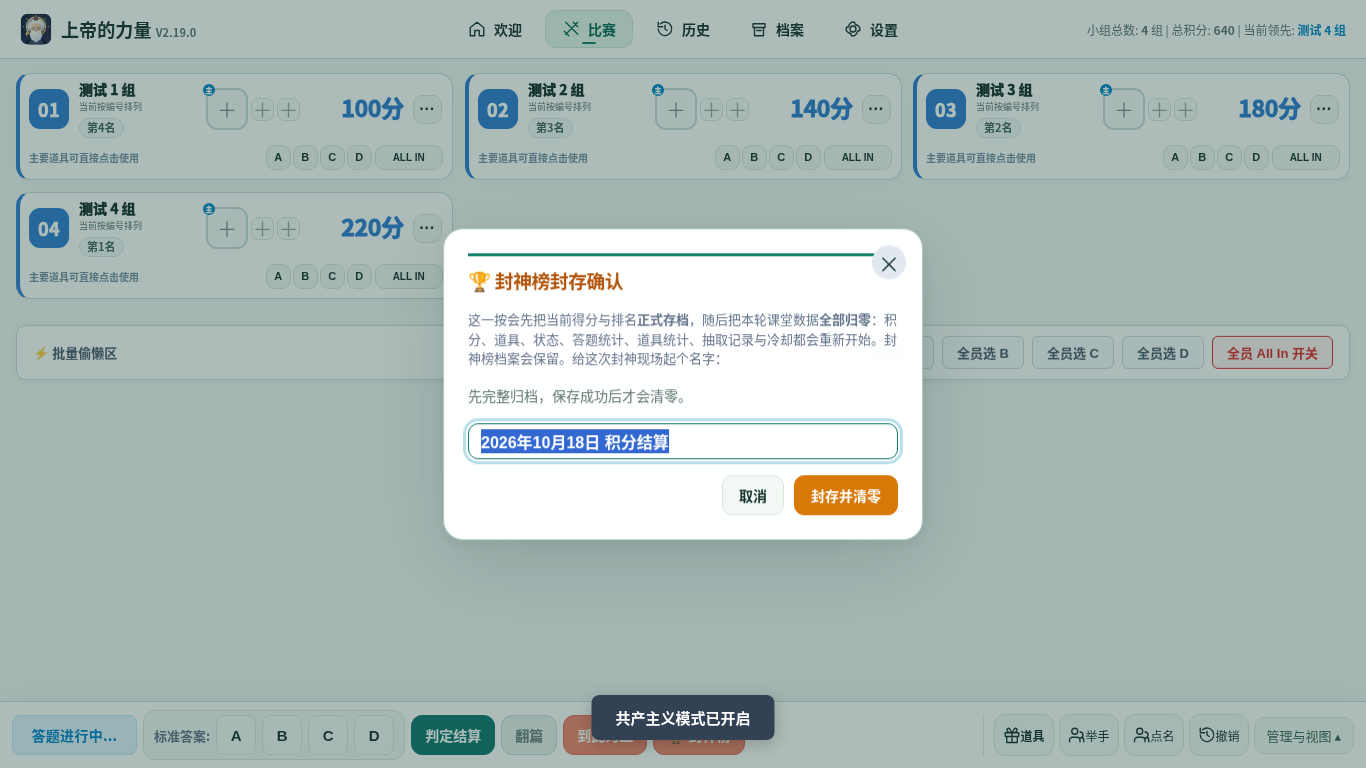 上帝的力量 V2.19.0
欢迎
比赛
历史
档案
设置
小组总数: 4 组 | 总积分: 640 | 当前领先: 测试 4 组
01
测试 1 组
当前按编号排列
第4名
主
100分
···
主要道具可直接点击使用
A B C D ALL IN
02
测试 2 组
当前按编号排列
第3名
主
140分
···
主要道具可直接点击使用
A B C D ALL IN
03
测试 3 组
当前按编号排列
第2名
主
180分
···
主要道具可直接点击使用
A B C D ALL IN
04
测试 4 组
当前按编号排列
第1名
主
220分
···
主要道具可直接点击使用
A B C D ALL IN
⚡ 批量偷懒区
全员选 B
全员选 C
全员选 D
全员 All In 开关
🏆 封神榜封存确认
这一按会先把当前得分与排名正式存档，随后把本轮课堂数据全部归零：积
分、道具、状态、答题统计、道具统计、抽取记录与冷却都会重新开始。封
神榜档案会保留。给这次封神现场起个名字：
先完整归档，保存成功后才会清零。
2026年10月18日 积分结算
取消
封存并清零
共产主义模式已开启
答题进行中...
标准答案:
A B C D
判定结算
翻篇
道具
举手
点名
撤销
管理与视图 ▴